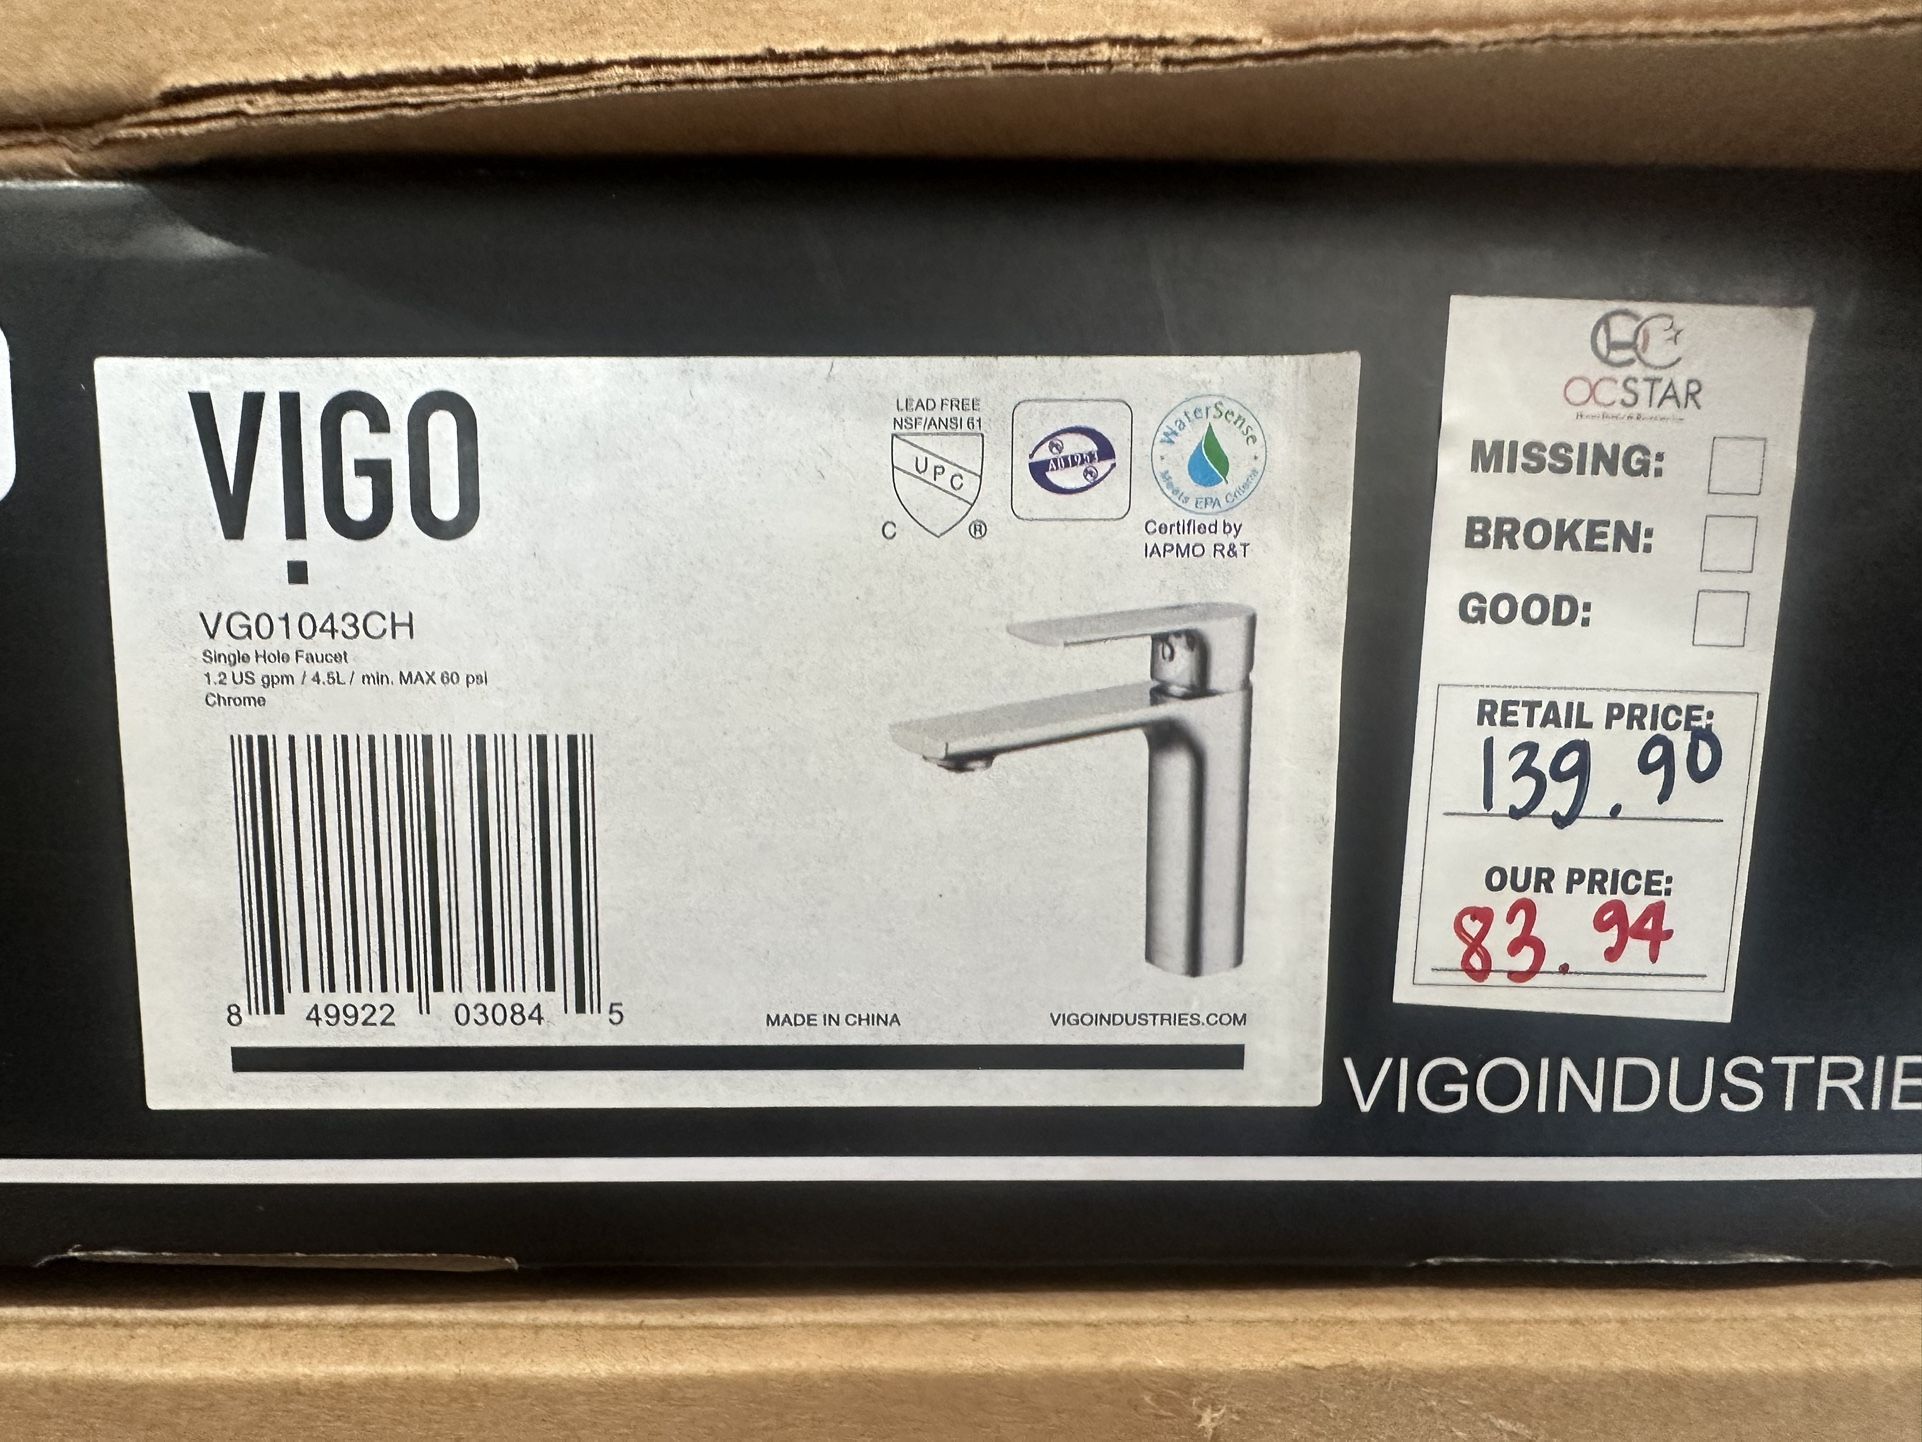 VIGO
VG01043CH
Single Hole Faucet
1.2 US gpm / 4.5L / min. MAX 60 psi
Chrome
8 49922 03084 5
LEAD FREE
NSF/ANSI 61
UPC
C ®
AB1953
WaterSense
Meets EPA Criteria
Certified by
IAPMO R&T
MADE IN CHINA
VIGOINDUSTRIES.COM
OCSTAR
MISSING:
BROKEN:
GOOD:
RETAIL PRICE:
139.90
OUR PRICE:
83.94
VIGOINDUSTRIE